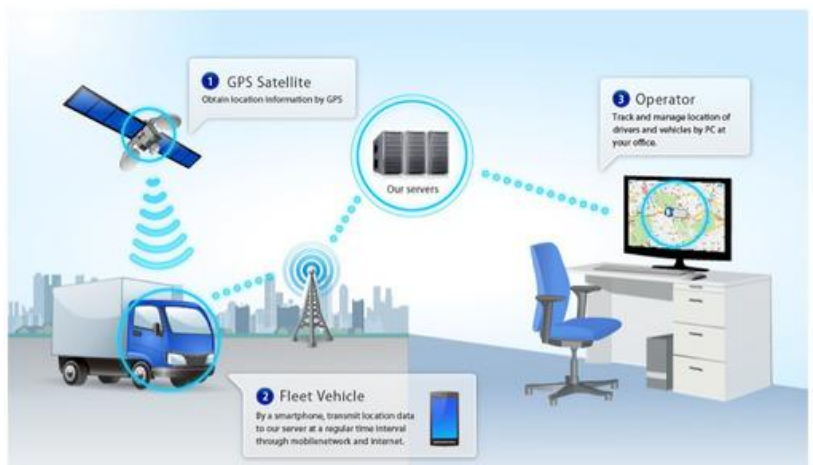 1 GPS Satellite
Obtain location information by GPS
3 Operator
Track and manage location of
drivers and vehicles by PC at
your office.
Our servers
2 Fleet Vehicle
By a smartphone, transmit location data
to our server at a regular time interval
through mobilenetwork and Internet.